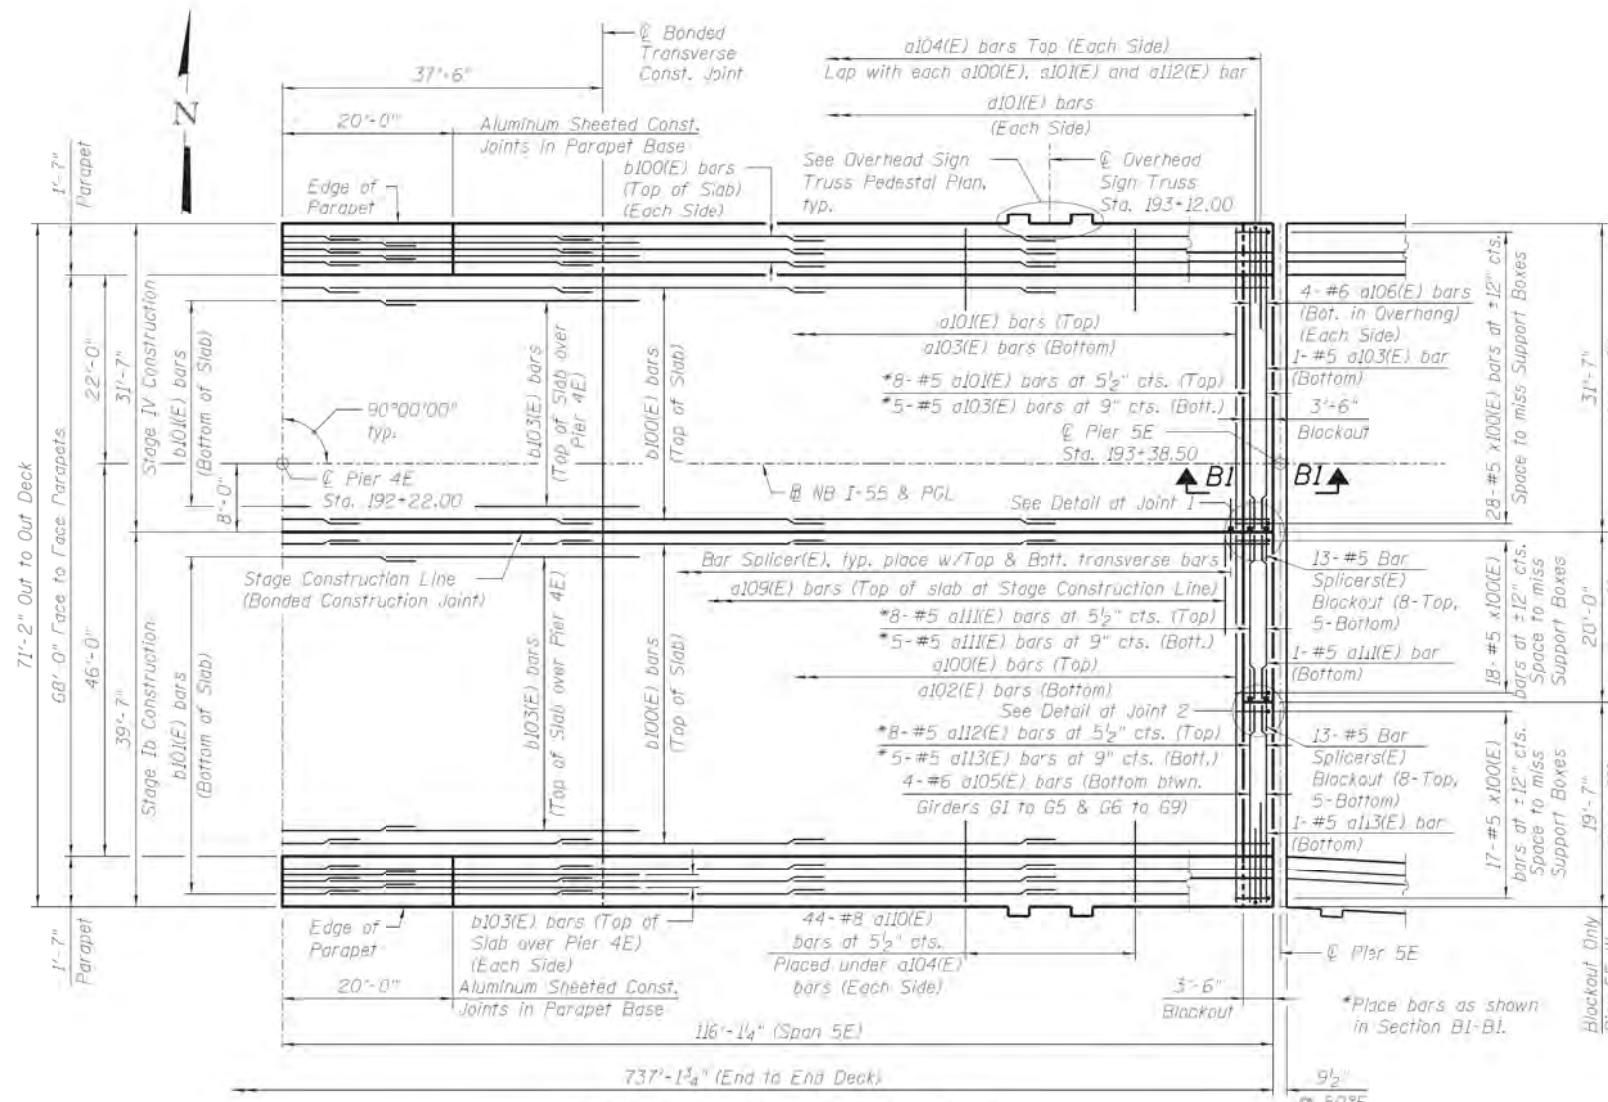 ℄ Bonded
Transverse
Const. Joint
a104(E) bars Top (Each Side)
Lap with each a100(E), a101(E) and a112(E) bar
37'-6"
d101(E) bars
(Each Side)
N
20'-0"
Aluminum Sheeted Const.
Joints in Parapet Base
1'-7"
Parapet
Edge of
Parapet
b100(E) bars
(Top of Slab)
(Each Side)
See Overhead Sign
Truss Pedestal Plan,
typ.
℄ Overhead
Sign Truss
Sta. 193+12.00
71'-2" Out to Out Deck
68'-0" Face to Face Parapets
22'-0"
46'-0"
31'-7"
Stage IV Construction
39'-7"
Stage Ib Construction
b101(E) bars
(Bottom of Slab)
b101(E) bars
(Bottom of Slab)
8'-0"
90°00'00"
typ.
℄ Pier 4E
Sta. 192+22.00
b103(E) bars
(Top of Slab over
Pier 4E)
b100(E) bars
(Top of Slab)
a101(E) bars (Top)
a103(E) bars (Bottom)
*8-#5 a101(E) bars at 5½" cts. (Top)
*5-#5 a103(E) bars at 9" cts. (Bott.)
℄ Pier 5E
Sta. 193+38.50
B1
B1
NB I-55 & PGL
See Detail at Joint 1
4-#6 a106(E) bars
(Bot. in Overhang)
(Each Side)
1-#5 a103(E) bar
(Bottom)
3'-6"
Blockout
28-#5 x100(E) bars at ±12" cts.
Space to miss Support Boxes
31'-7"
Stage Construction Line
(Bonded Construction Joint)
Bar Splicer(E), typ. place w/Top & Bott. transverse bars
a109(E) bars (Top of slab at Stage Construction Line)
*8-#5 a111(E) bars at 5½" cts. (Top)
*5-#5 a111(E) bars at 9" cts. (Bott.)
a100(E) bars (Top)
a102(E) bars (Bottom)
See Detail at Joint 2
*8-#5 a112(E) bars at 5½" cts. (Top)
*5-#5 a113(E) bars at 9" cts. (Bott.)
4-#6 a105(E) bars (Bottom btwn.
Girders G1 to G5 & G6 to G9)
b103(E) bars
(Top of Slab over Pier 4E)
b100(E) bars
(Top of Slab)
13-#5 Bar
Splicers(E)
Blockout (8-Top,
5-Bottom)
1-#5 a111(E) bar
(Bottom)
13-#5 Bar
Splicers(E)
Blockout (8-Top,
5-Bottom)
1-#5 a113(E) bar
(Bottom)
18-#5 x100(E)
bars at ±12" cts.
Space to miss
Support Boxes
20'-0"
17-#5 x100(E)
bars at ±12" cts.
Space to miss
Support Boxes
19'-7"
1'-7"
Parapet
Edge of
Parapet
20'-0"
b103(E) bars (Top of
Slab over Pier 4E)
(Each Side)
Aluminum Sheeted Const.
Joints in Parapet Base
44-#8 a110(E)
bars at 5½" cts.
Placed under a104(E)
bars (Each Side)
3'-6"
Blockout
℄ Pier 5E
*Place bars as shown
in Section B1-B1.
Blockout Only
116'-1¼" (Span 5E)
737'-1¾" (End to End Deck)
9½"